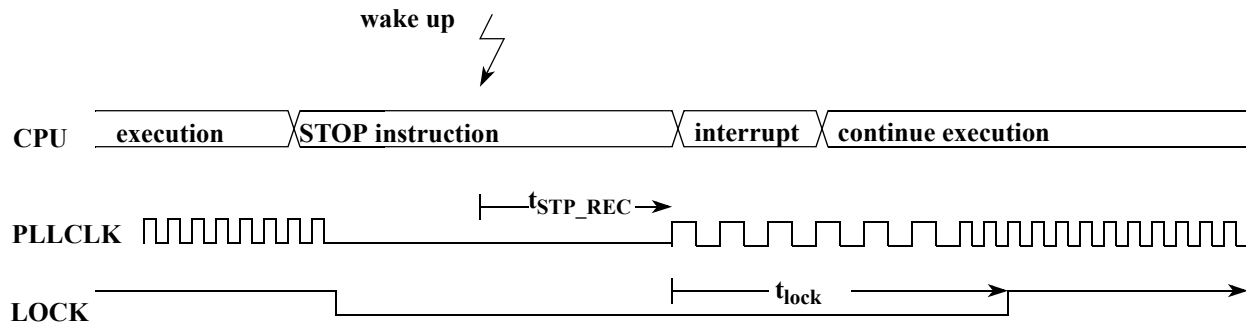 wake up
CPU execution STOP instruction interrupt continue execution
tSTP_REC
PLLCLK
tlock
LOCK